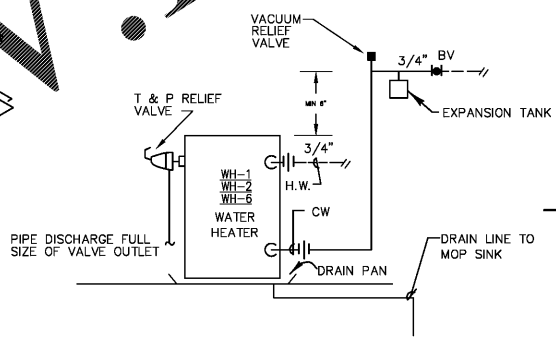 VACUUM
RELIEF
VALVE
3/4" BV
EXPANSION TANK
T & P RELIEF
VALVE
MIN 6"
3/4"
H.W.
WH-1
WH-2
WH-6
WATER
HEATER
CW
PIPE DISCHARGE FULL
SIZE OF VALVE OUTLET
DRAIN PAN
DRAIN LINE TO
MOP SINK